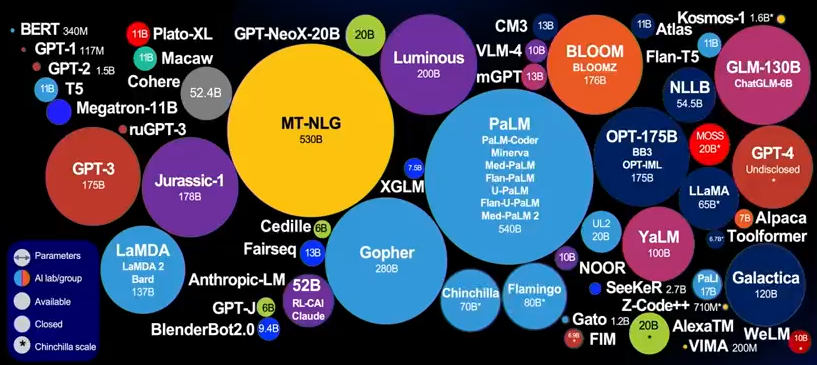 BERT 340M
GPT-1 117M
GPT-2 1.5B
11B
T5
Megatron-11B
ruGPT-3
11B
Plato-XL
11B
Macaw
Cohere
52.4B
GPT-3
175B
Jurassic-1
178B
LaMDA
LaMDA 2
Bard
137B
Parameters
AI lab/group
Available
Closed
* Chinchilla scale
GPT-NeoX-20B
20B
MT-NLG
530B
Luminous
200B
XGLM
7.5B
Cedille
6B
Fairseq
13B
Gopher
280B
Anthropic-LM
52B
RL-CAI
Claude
GPT-J
6B
BlenderBot2.0
9.4B
CM3
13B
VLM-4
10B
mGPT
13B
PaLM
PaLM-Coder
Minerva
Med-PaLM
Flan-PaLM
U-PaLM
Flan-U-PaLM
Med-PaLM 2
540B
Chinchilla
70B*
Flamingo
80B*
10B
NOOR
BLOOM
BLOOMZ
176B
11B
Atlas
Kosmos-1 1.6B*
Flan-T5
11B
GLM-130B
ChatGLM-6B
NLLB
54.5B
OPT-175B
BB3
OPT-IML
175B
MOSS
20B*
GPT-4
Undisclosed
*
LLaMA
65B*
7B
Alpaca
6.7B*
Toolformer
UL2
20B
YaLM
100B
SeeKeR 2.7B
PaLI
17B
Galactica
120B
Z-Code++ 710M*
Gato 1.2B
FIM
20B
*
AlexaTM
VIMA 200M
WeLM
10B
*